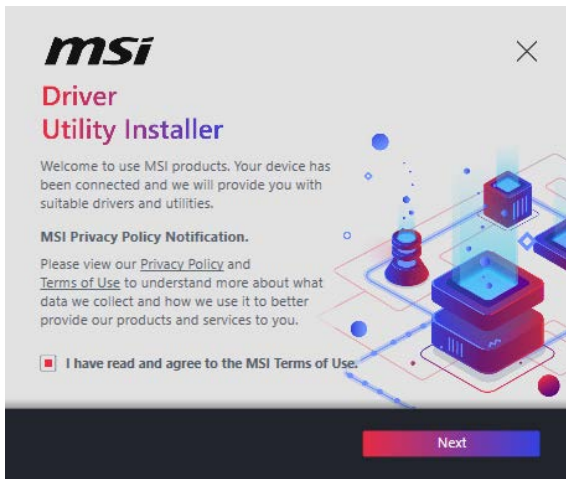 msi
Driver
Utility Installer
Welcome to use MSI products. Your device has
been connected and we will provide you with
suitable drivers and utilities.
MSI Privacy Policy Notification.
Please view our Privacy Policy and
Terms of Use to understand more about what
data we collect and how we use it to better
provide our products and services to you.
I have read and agree to the MSI Terms of Use.
Next